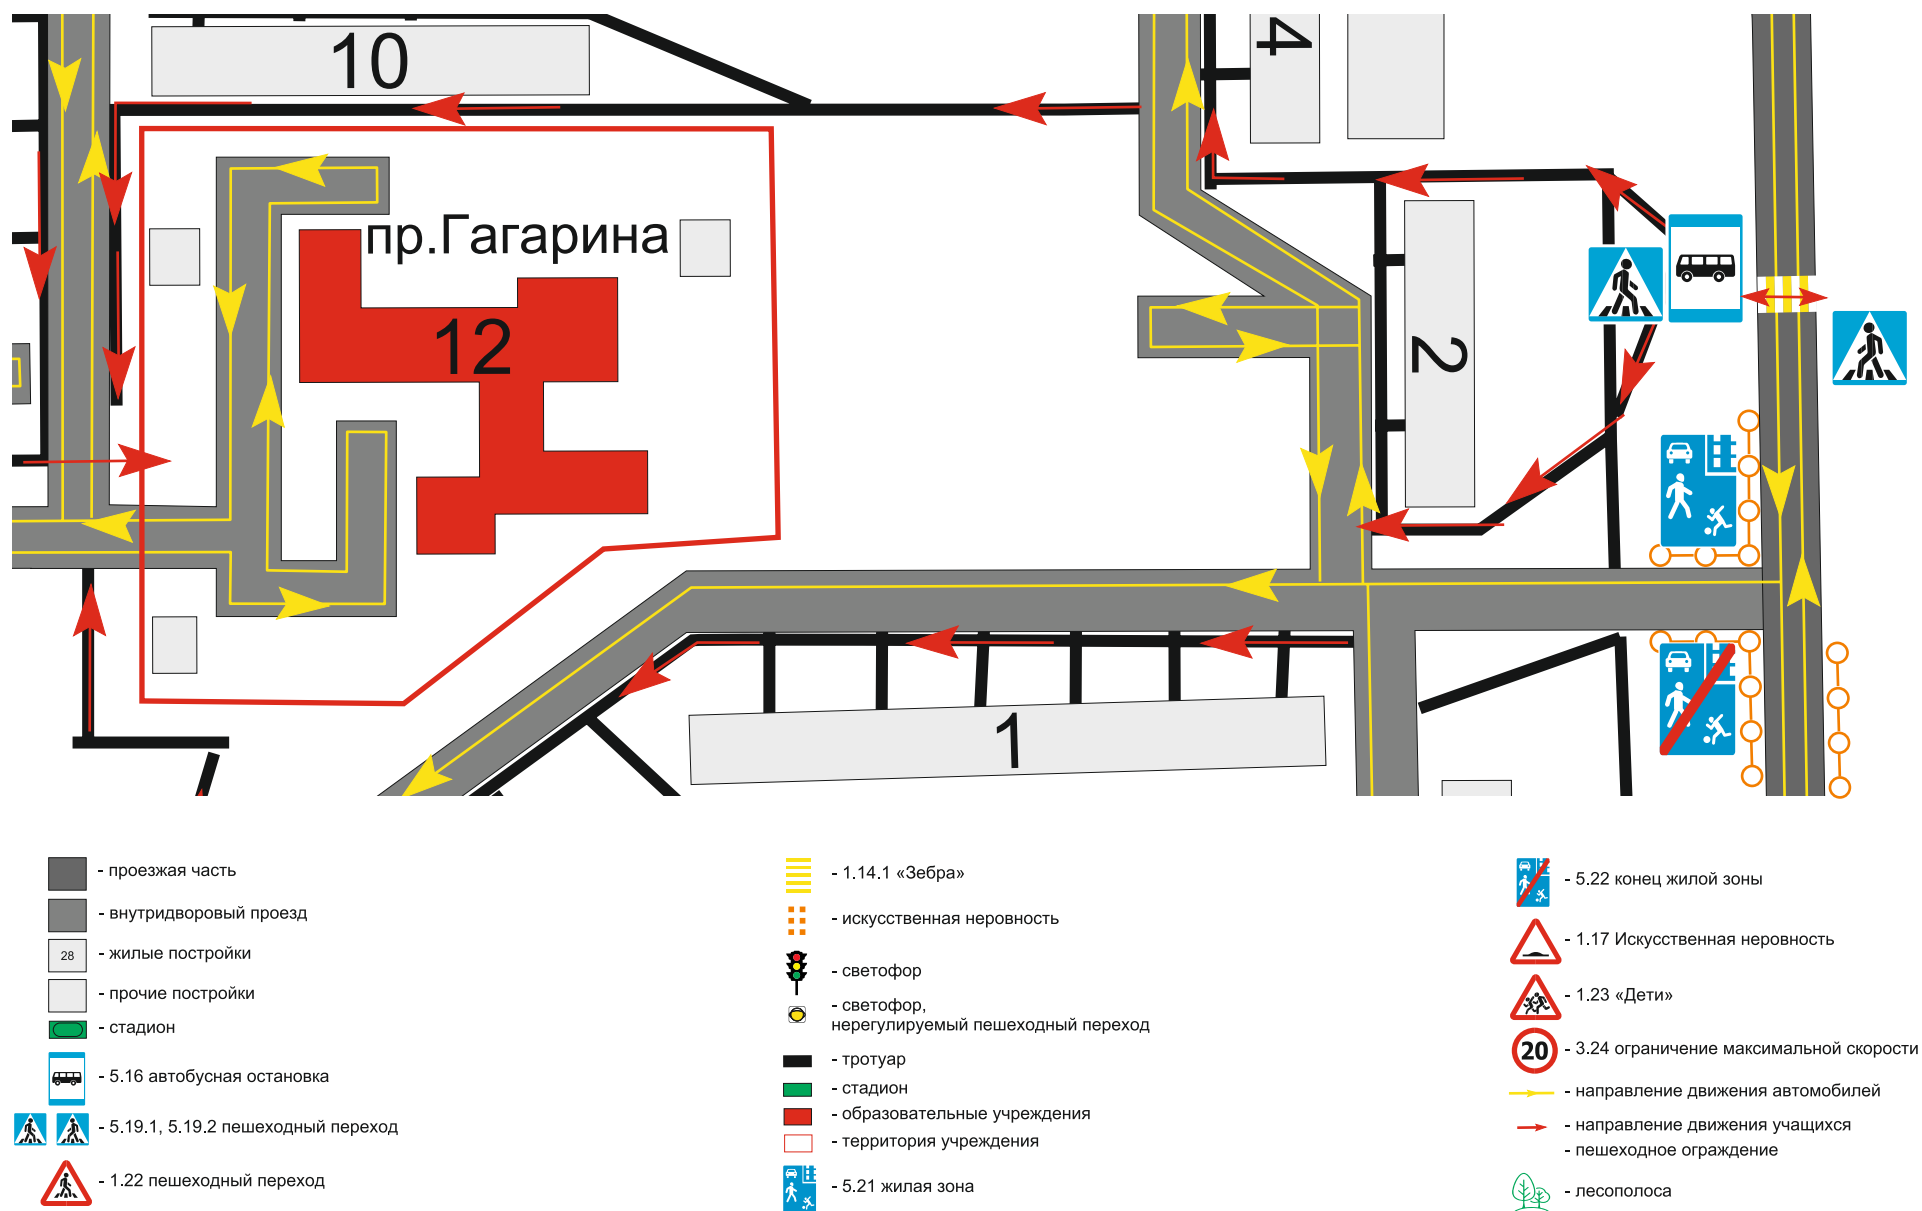 10
4
пр.Гагарина
12
2
1
- проезжая часть
- внутридворовый проезд
28
- жилые постройки
- прочие постройки
- стадион
- 5.16 автобусная остановка
- 5.19.1, 5.19.2 пешеходный переход
- 1.22 пешеходный переход
- 1.14.1 «Зебра»
- искусственная неровность
- светофор
- светофор,
нерегулируемый пешеходный переход
- тротуар
- стадион
- образовательные учреждения
- территория учреждения
- 5.21 жилая зона
- 5.22 конец жилой зоны
- 1.17 Искусственная неровность
- 1.23 «Дети»
20
- 3.24 ограничение максимальной скорости
- направление движения автомобилей
- направление движения учащихся
- пешеходное ограждение
- лесополоса